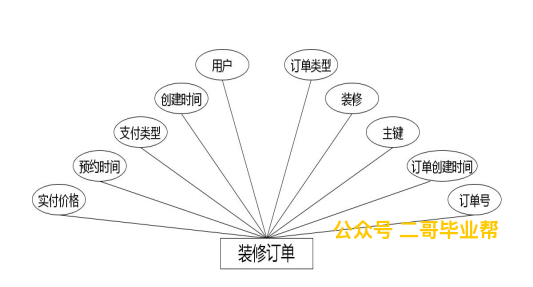 用户
订单类型
创建时间
装修
支付类型
主键
预约时间
订单创建时间
实付价格
订单号
公众号 二哥毕业帮
装修订单